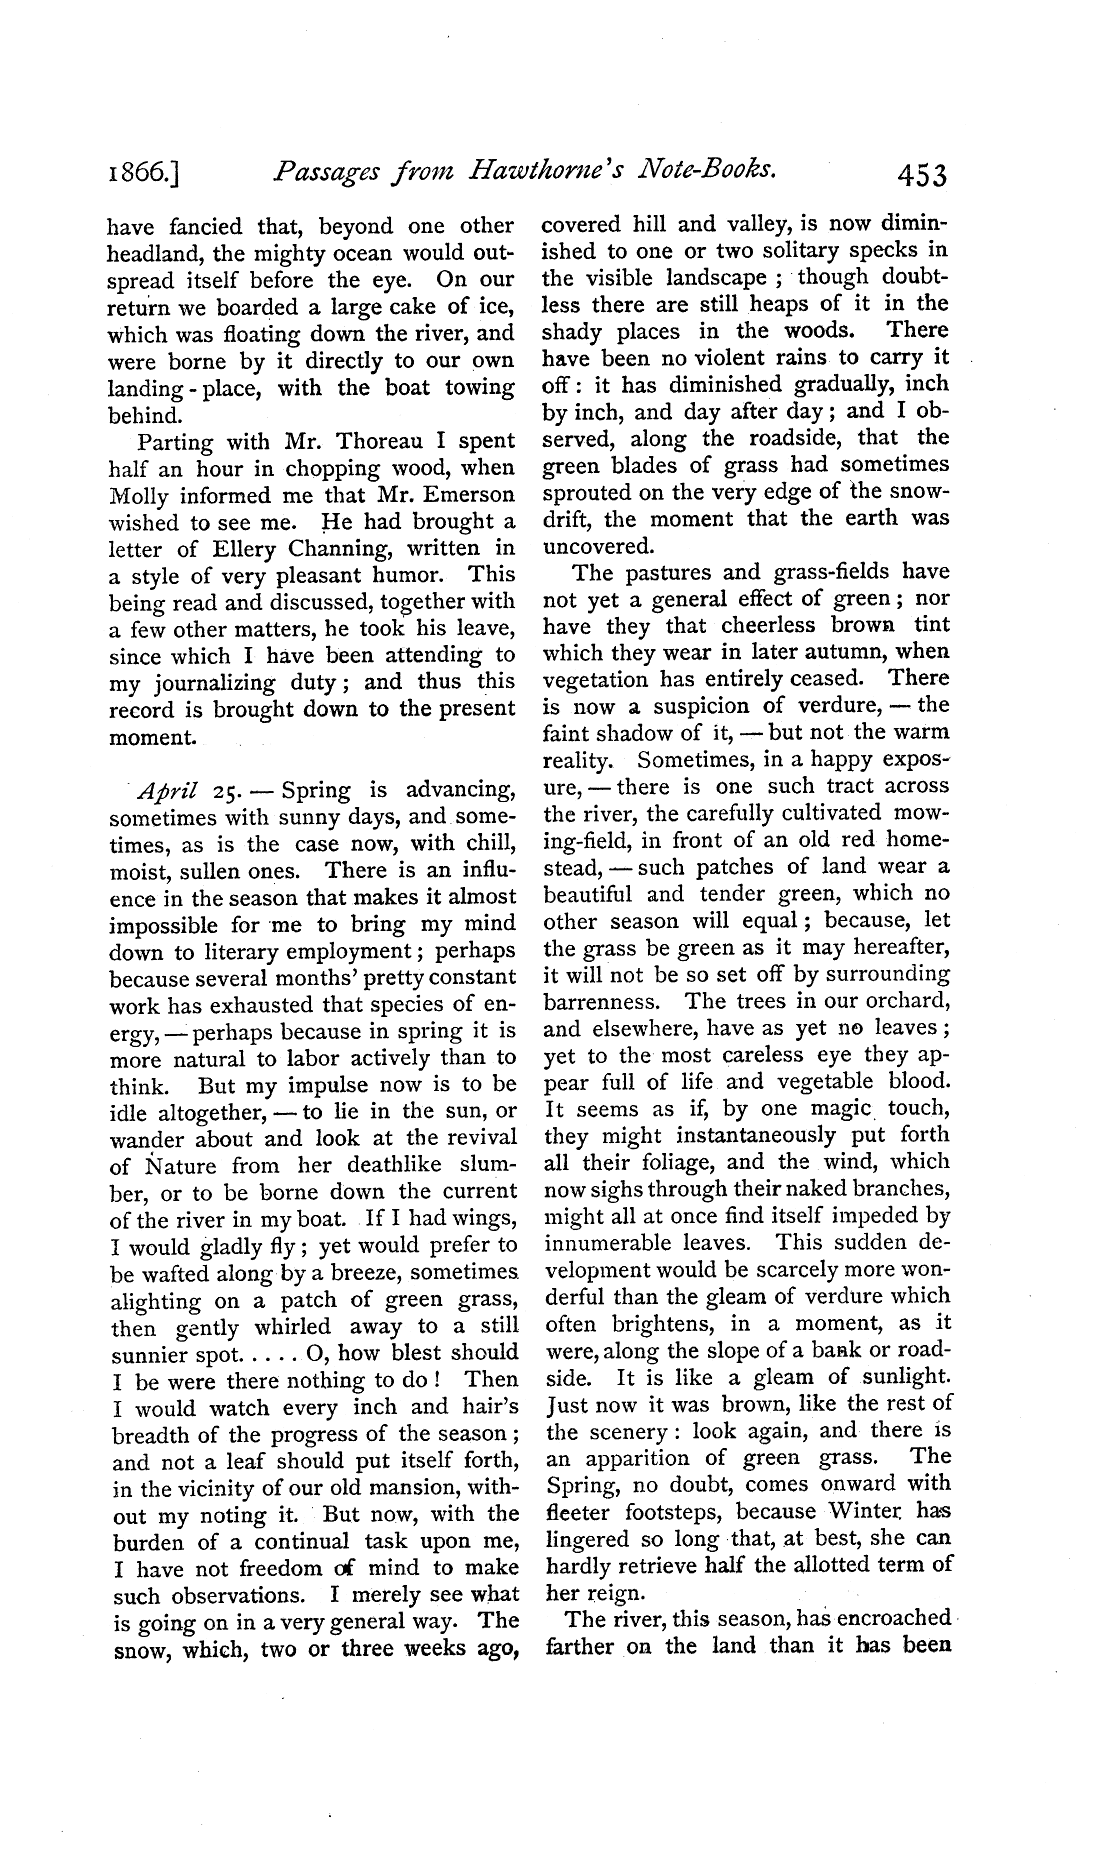 1866.] Passages from Hawthorne's Note-Books. 453
have fancied that, beyond one other
headland, the mighty ocean would out-
spread itself before the eye. On our
return we boarded a large cake of ice,
which was floating down the river, and
were borne by it directly to our own
landing-place, with the boat towing
behind.
Parting with Mr. Thoreau I spent
half an hour in chopping wood, when
Molly informed me that Mr. Emerson
wished to see me. He had brought a
letter of Ellery Channing, written in
a style of very pleasant humor. This
being read and discussed, together with
a few other matters, he took his leave,
since which I have been attending to
my journalizing duty; and thus this
record is brought down to the present
moment.
April 25. — Spring is advancing,
sometimes with sunny days, and some-
times, as is the case now, with chill,
moist, sullen ones. There is an influ-
ence in the season that makes it almost
impossible for me to bring my mind
down to literary employment; perhaps
because several months' pretty constant
work has exhausted that species of en-
ergy, — perhaps because in spring it is
more natural to labor actively than to
think. But my impulse now is to be
idle altogether, — to lie in the sun, or
wander about and look at the revival
of Nature from her deathlike slum-
ber, or to be borne down the current
of the river in my boat. If I had wings,
I would gladly fly; yet would prefer to
be wafted along by a breeze, sometimes
alighting on a patch of green grass,
then gently whirled away to a still
sunnier spot. . . . . O, how blest should
I be were there nothing to do! Then
I would watch every inch and hair's
breadth of the progress of the season;
and not a leaf should put itself forth,
in the vicinity of our old mansion, with-
out my noting it. But now, with the
burden of a continual task upon me,
I have not freedom of mind to make
such observations. I merely see what
is going on in a very general way. The
snow, which, two or three weeks ago,
covered hill and valley, is now dimin-
ished to one or two solitary specks in
the visible landscape; though doubt-
less there are still heaps of it in the
shady places in the woods. There
have been no violent rains to carry it
off: it has diminished gradually, inch
by inch, and day after day; and I ob-
served, along the roadside, that the
green blades of grass had sometimes
sprouted on the very edge of the snow-
drift, the moment that the earth was
uncovered.
The pastures and grass-fields have
not yet a general effect of green; nor
have they that cheerless brown tint
which they wear in later autumn, when
vegetation has entirely ceased. There
is now a suspicion of verdure, — the
faint shadow of it, — but not the warm
reality. Sometimes, in a happy expos-
ure, — there is one such tract across
the river, the carefully cultivated mow-
ing-field, in front of an old red home-
stead, — such patches of land wear a
beautiful and tender green, which no
other season will equal; because, let
the grass be green as it may hereafter,
it will not be so set off by surrounding
barrenness. The trees in our orchard,
and elsewhere, have as yet no leaves;
yet to the most careless eye they ap-
pear full of life and vegetable blood.
It seems as if, by one magic touch,
they might instantaneously put forth
all their foliage, and the wind, which
now sighs through their naked branches,
might all at once find itself impeded by
innumerable leaves. This sudden de-
velopment would be scarcely more won-
derful than the gleam of verdure which
often brightens, in a moment, as it
were, along the slope of a bank or road-
side. It is like a gleam of sunlight.
Just now it was brown, like the rest of
the scenery: look again, and there is
an apparition of green grass. The
Spring, no doubt, comes onward with
fleeter footsteps, because Winter has
lingered so long that, at best, she can
hardly retrieve half the allotted term of
her reign.
The river, this season, has encroached
farther on the land than it has been